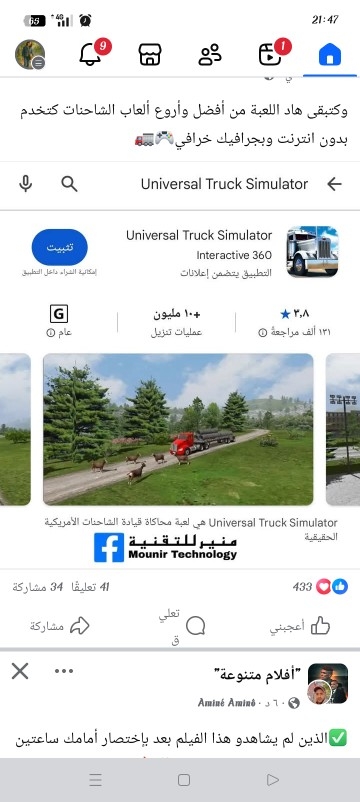 21:47
69
4G
9
1
وكتبقى هاد اللعبة من أفضل وأروع ألعاب الشاحنات كتخدم
بدون انترنت وبجرافيك خرافي🎮🚛
Universal Truck Simulator
Universal Truck Simulator
Interactive 360
التطبيق يتضمن إعلانات
تثبيت
إمكانية الشراء داخل التطبيق
٣٫٨ ★
١٣١ ألف مراجعة
+١٠ مليون
عمليات تنزيل
G
عام
Universal Truck Simulator هي لعبة محاكاة قيادة الشاحنات الأمريكية
الحقيقية
منير للتقنية
Mounir Technology
433
41 تعليقًا 34 مشاركة
أعجبني
تعلي
ق
مشاركة
"أفلام متنوعة"
Aminé Aminô · ٦ د
✅الذين لم يشاهدو هذا الفيلم بعد بإختصار أمامك ساعتين